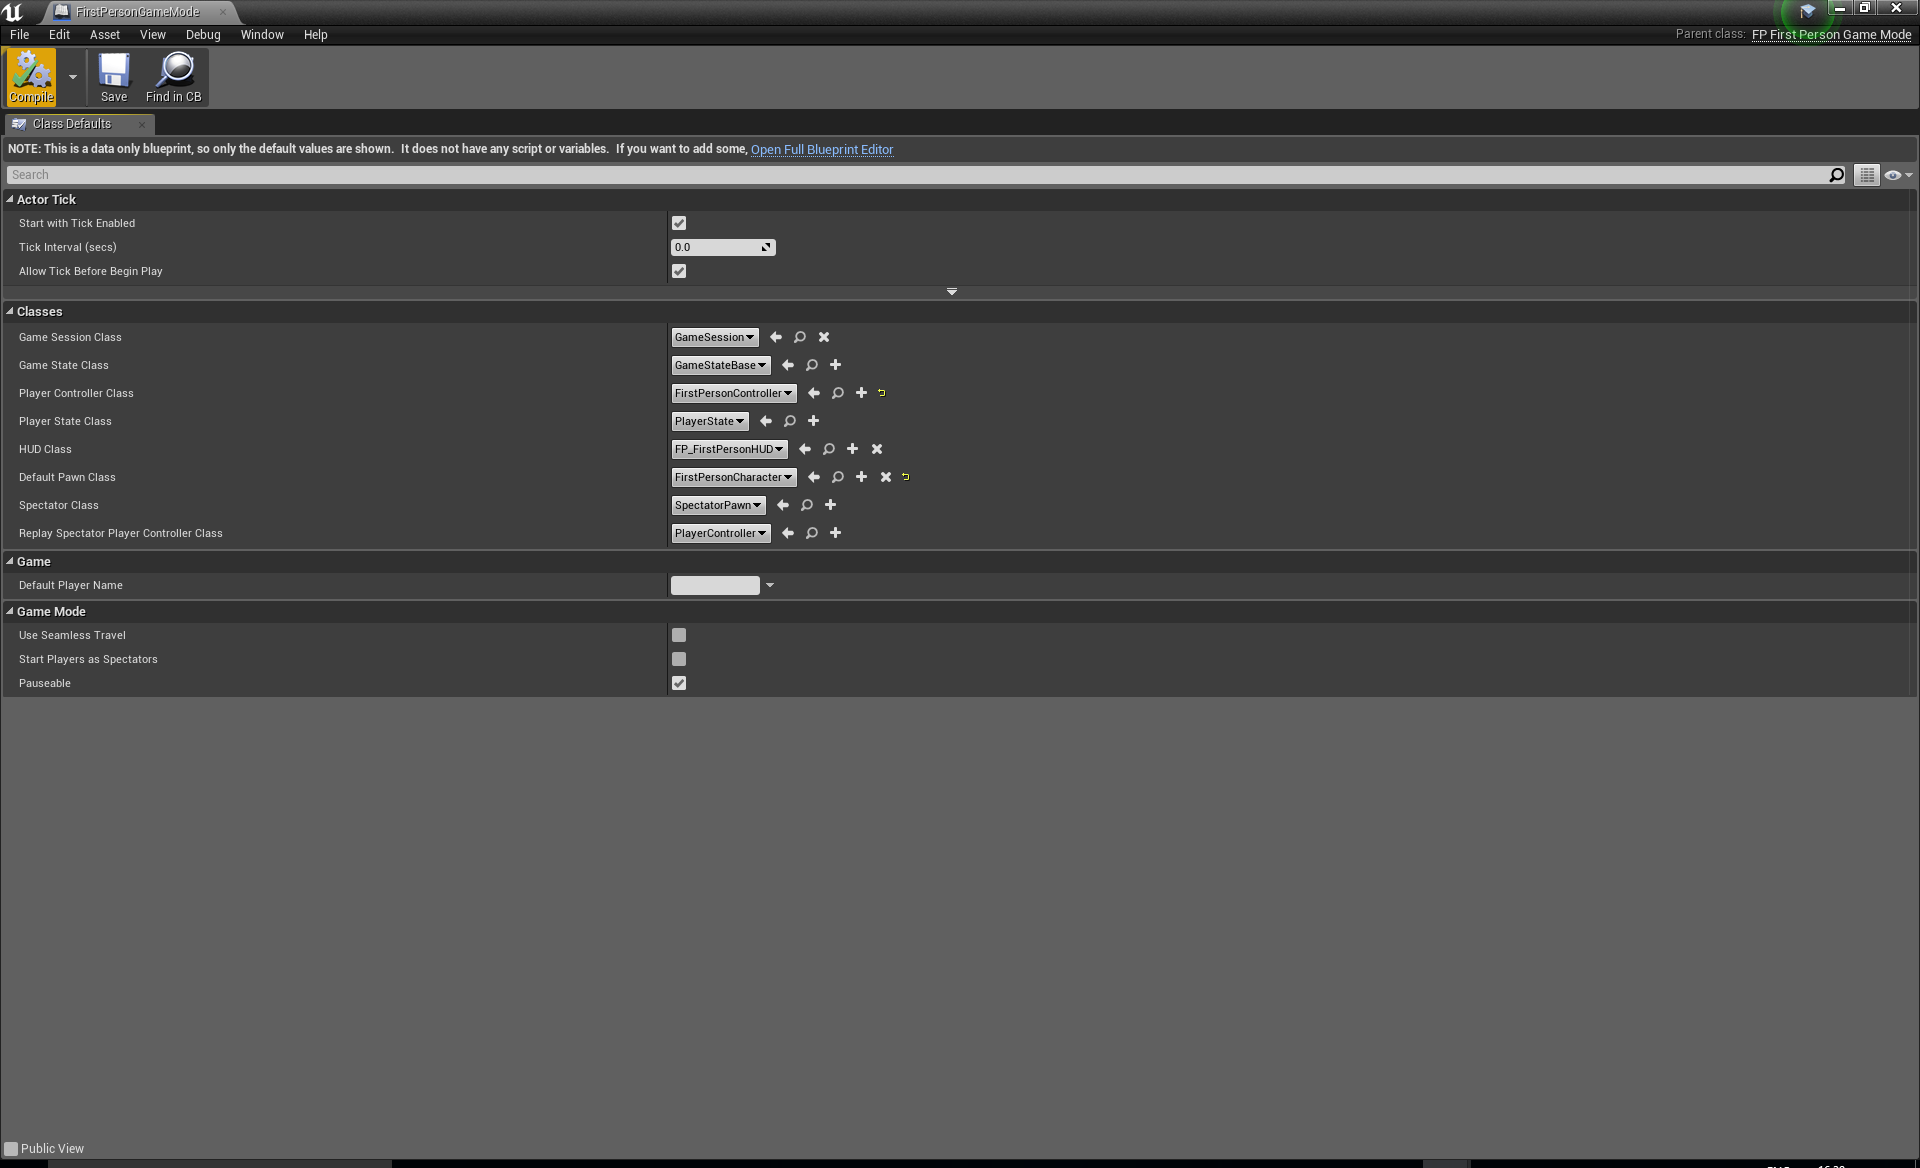 FirstPersonGameMode
File Edit Asset View Debug Window Help
Parent class: FP First Person Game Mode
Compile Save Find in CB
Class Defaults
NOTE: This is a data only blueprint, so only the default values are shown. It does not have any script or variables. If you want to add some, Open Full Blueprint Editor
Search
Actor Tick
Start with Tick Enabled
Tick Interval (secs) 0.0
Allow Tick Before Begin Play
Classes
Game Session Class GameSession
Game State Class GameStateBase
Player Controller Class FirstPersonController
Player State Class PlayerState
HUD Class FP_FirstPersonHUD
Default Pawn Class FirstPersonCharacter
Spectator Class SpectatorPawn
Replay Spectator Player Controller Class PlayerController
Game
Default Player Name
Game Mode
Use Seamless Travel
Start Players as Spectators
Pauseable
Public View